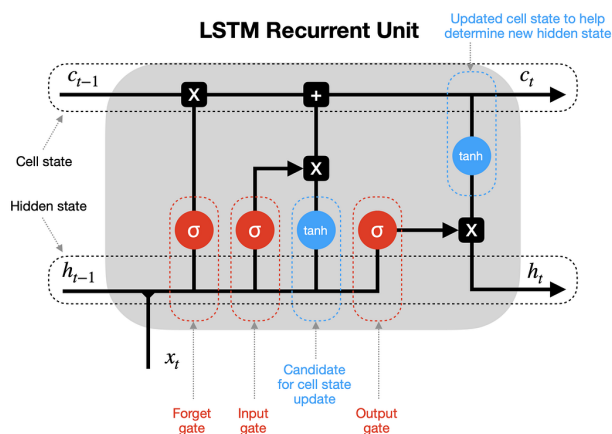 LSTM Recurrent Unit
Updated cell state to help
determine new hidden state
c_{t-1}
c_t
X
+
Cell state
X
tanh
Hidden state
σ
σ
tanh
σ
X
h_{t-1}
h_t
x_t
Candidate
for cell state
update
Forget
gate
Input
gate
Output
gate